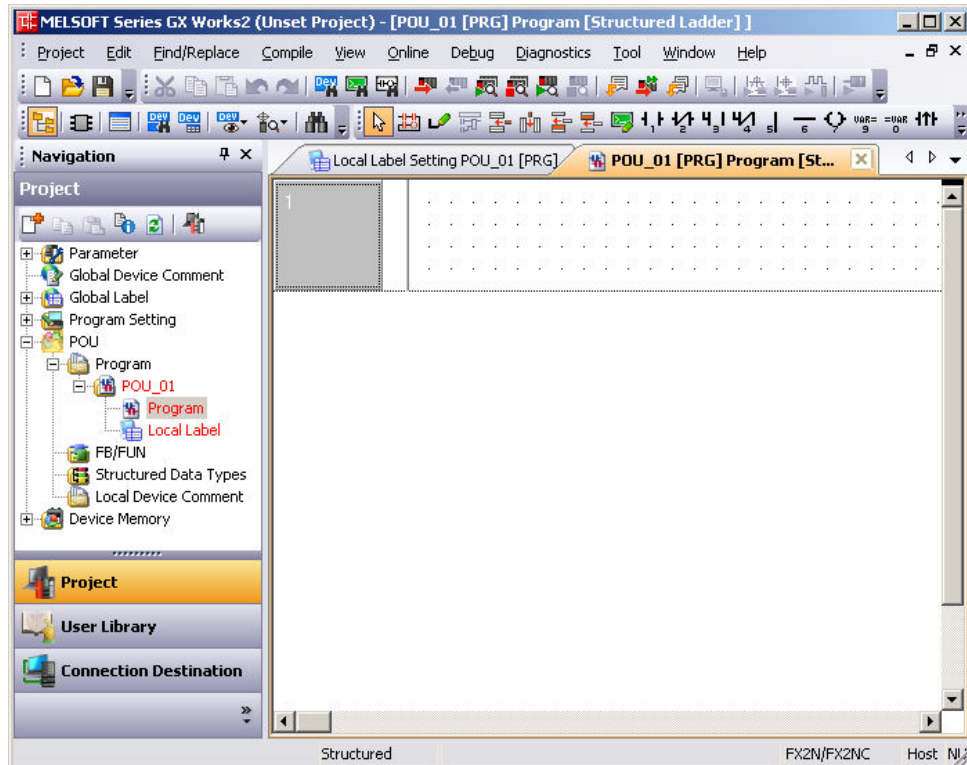 MELSOFT Series GX Works2 (Unset Project) - [POU_01 [PRG] Program [Structured Ladder] ]
Project Edit Find/Replace Compile View Online Debug Diagnostics Tool Window Help
Navigation
Local Label Setting POU_01 [PRG]
POU_01 [PRG] Program [St...
Project
1
Parameter
Global Device Comment
Global Label
Program Setting
POU
Program
POU_01
Program
Local Label
FB/FUN
Structured Data Types
Local Device Comment
Device Memory
Project
User Library
Connection Destination
Structured FX2N/FX2NC Host